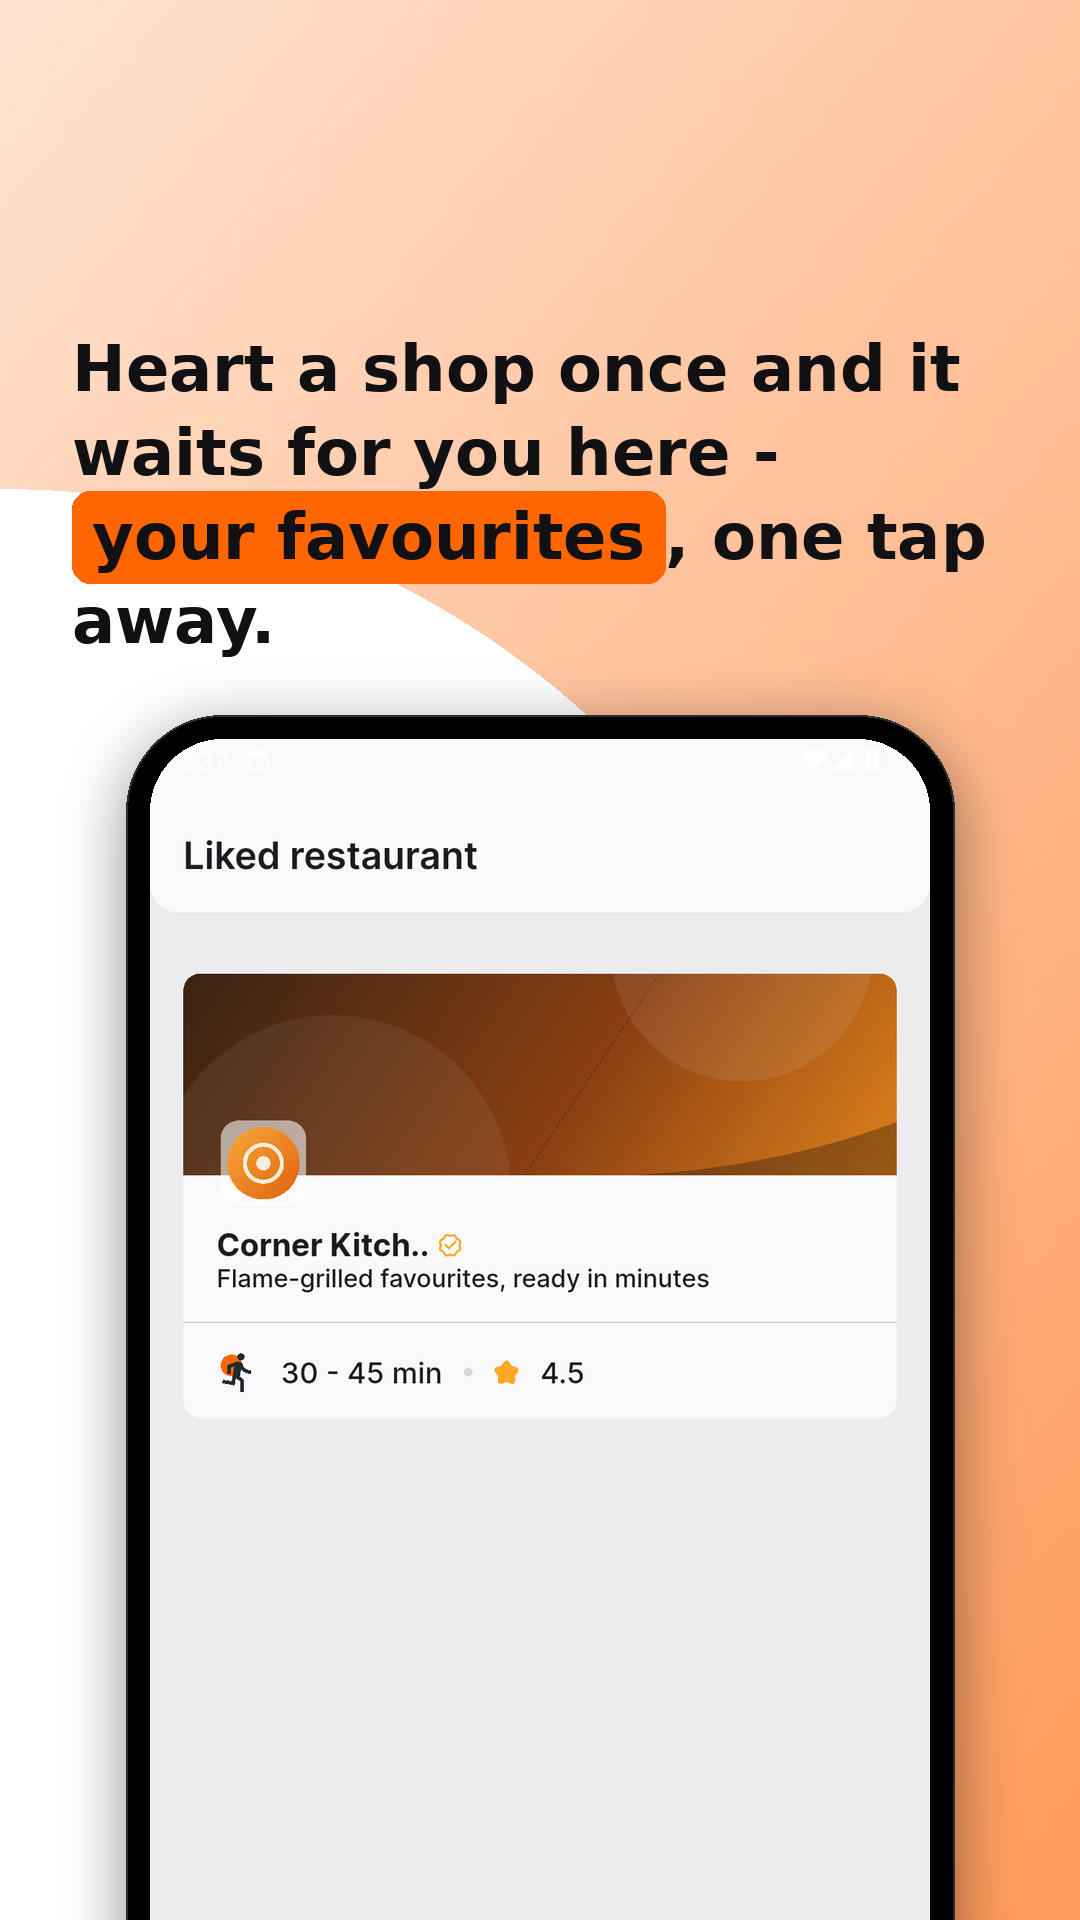 Heart a shop once and it
waits for you here -
your favourites, one tap
away.
Liked restaurant
Corner Kitch..
Flame-grilled favourites, ready in minutes
30 - 45 min • 4.5